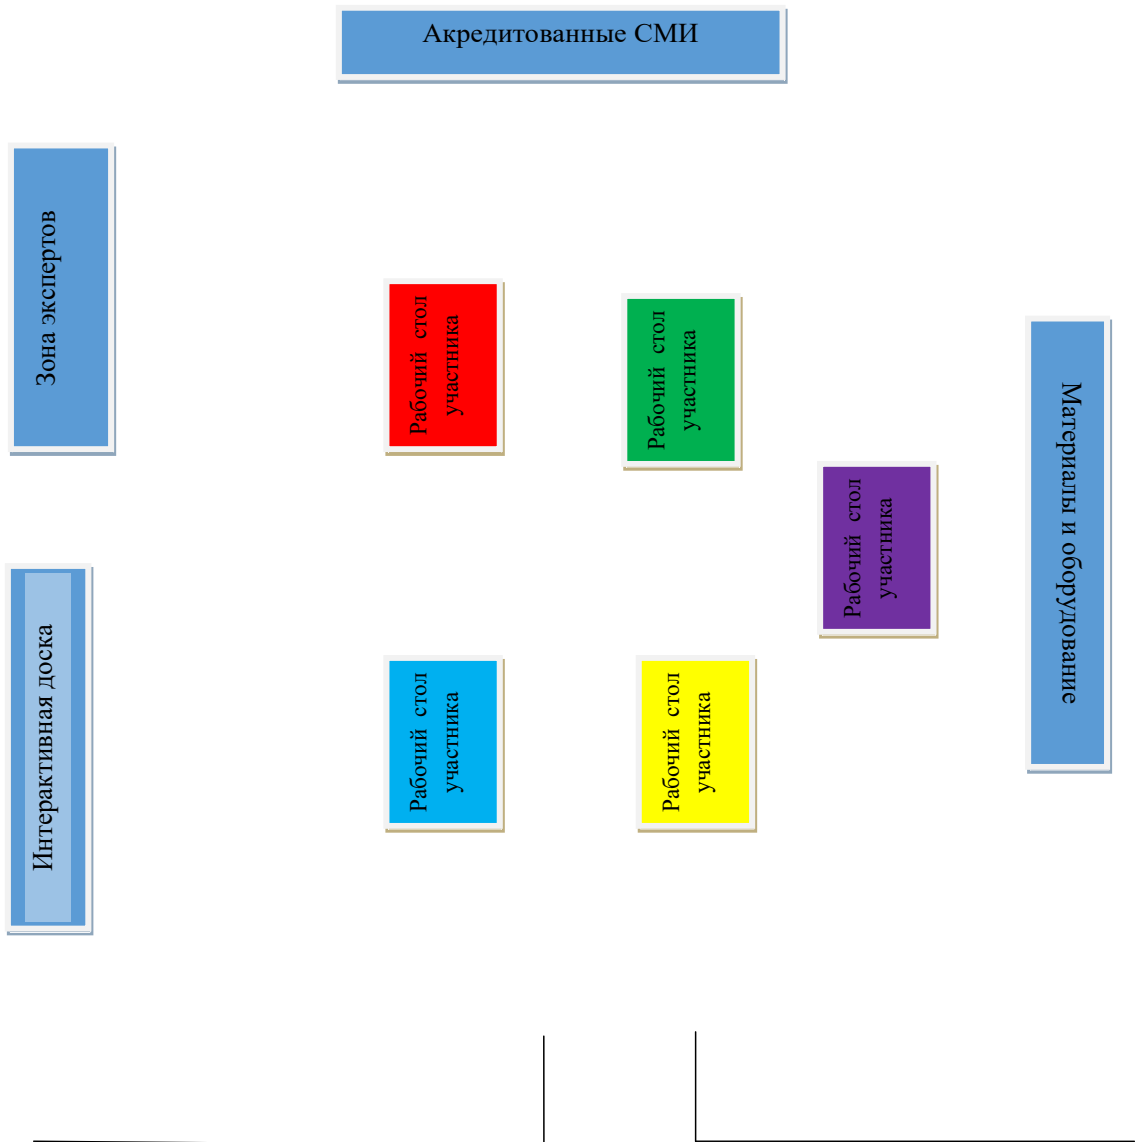 Акредитованные СМИ
Зона экспертов
Рабочий стол
участника
Рабочий стол
участника
Материалы и оборудование
Рабочий стол
участника
Интерактивная доска
Рабочий стол
участника
Рабочий стол
участника